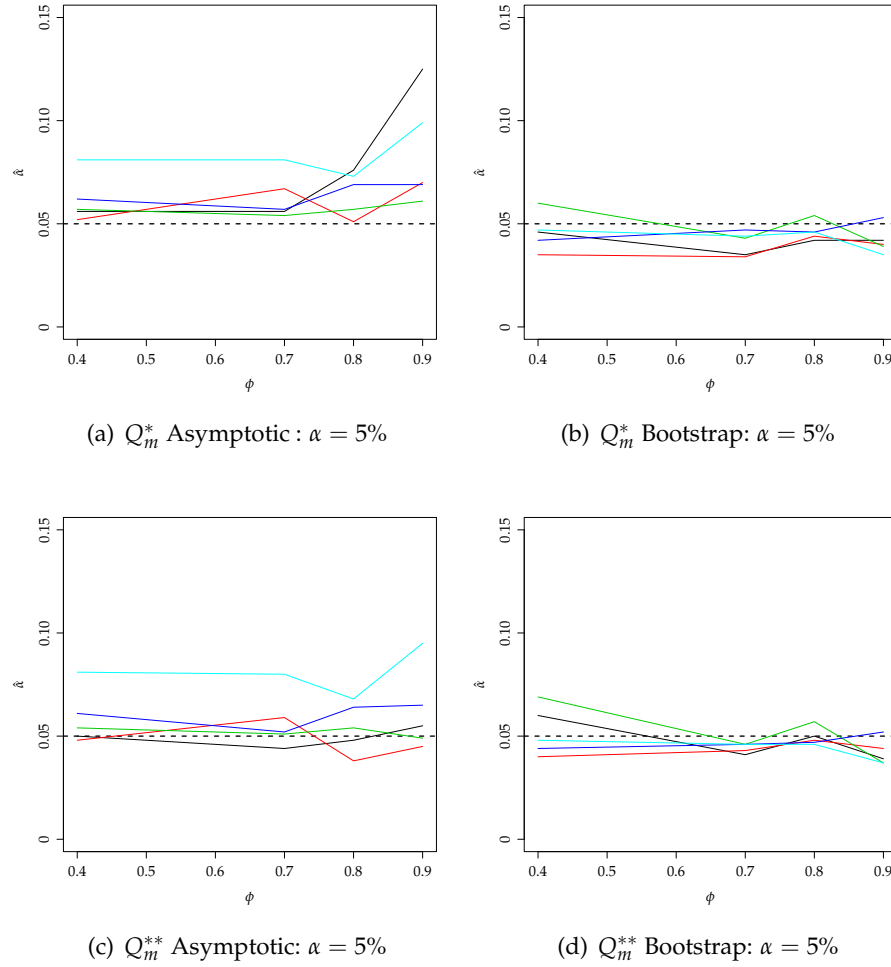 0.15
0.10
0.05
0
α̂
0.4 0.5 0.6 0.7 0.8 0.9
ϕ
(a) Q*m Asymptotic : α = 5%
0.15
0.10
0.05
0
α̂
0.4 0.5 0.6 0.7 0.8 0.9
ϕ
(b) Q*m Bootstrap: α = 5%
0.15
0.10
0.05
0
α̂
0.4 0.5 0.6 0.7 0.8 0.9
ϕ
(c) Q**m Asymptotic: α = 5%
0.15
0.10
0.05
0
α̂
0.4 0.5 0.6 0.7 0.8 0.9
ϕ
(d) Q**m Bootstrap: α = 5%